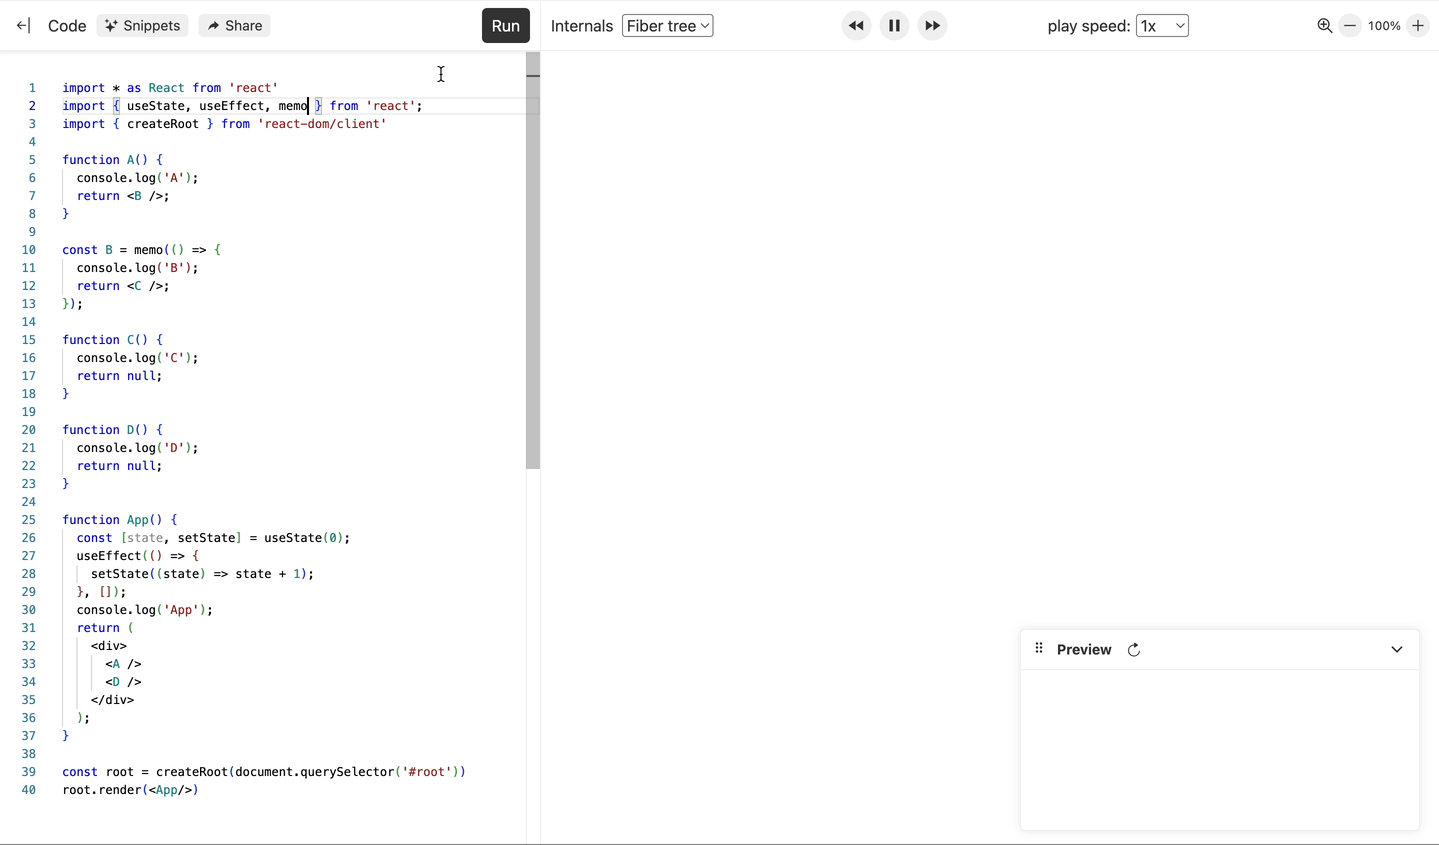 Code Snippets Share Run Internals Fiber tree play speed: 1x 100%
1 import * as React from 'react'
2 import { useState, useEffect, memo } from 'react';
3 import { createRoot } from 'react-dom/client'
4
5 function A() {
6 console.log('A');
7 return <B />;
8 }
9
10 const B = memo(() => {
11 console.log('B');
12 return <C />;
13 });
14
15 function C() {
16 console.log('C');
17 return null;
18 }
19
20 function D() {
21 console.log('D');
22 return null;
23 }
24
25 function App() {
26 const [state, setState] = useState(0);
27 useEffect(() => {
28 setState((state) => state + 1);
29 }, []);
30 console.log('App');
31 return (
32 <div>
33 <A />
34 <D />
35 </div>
36 );
37 }
38
39 const root = createRoot(document.querySelector('#root'))
40 root.render(<App/>)
Preview